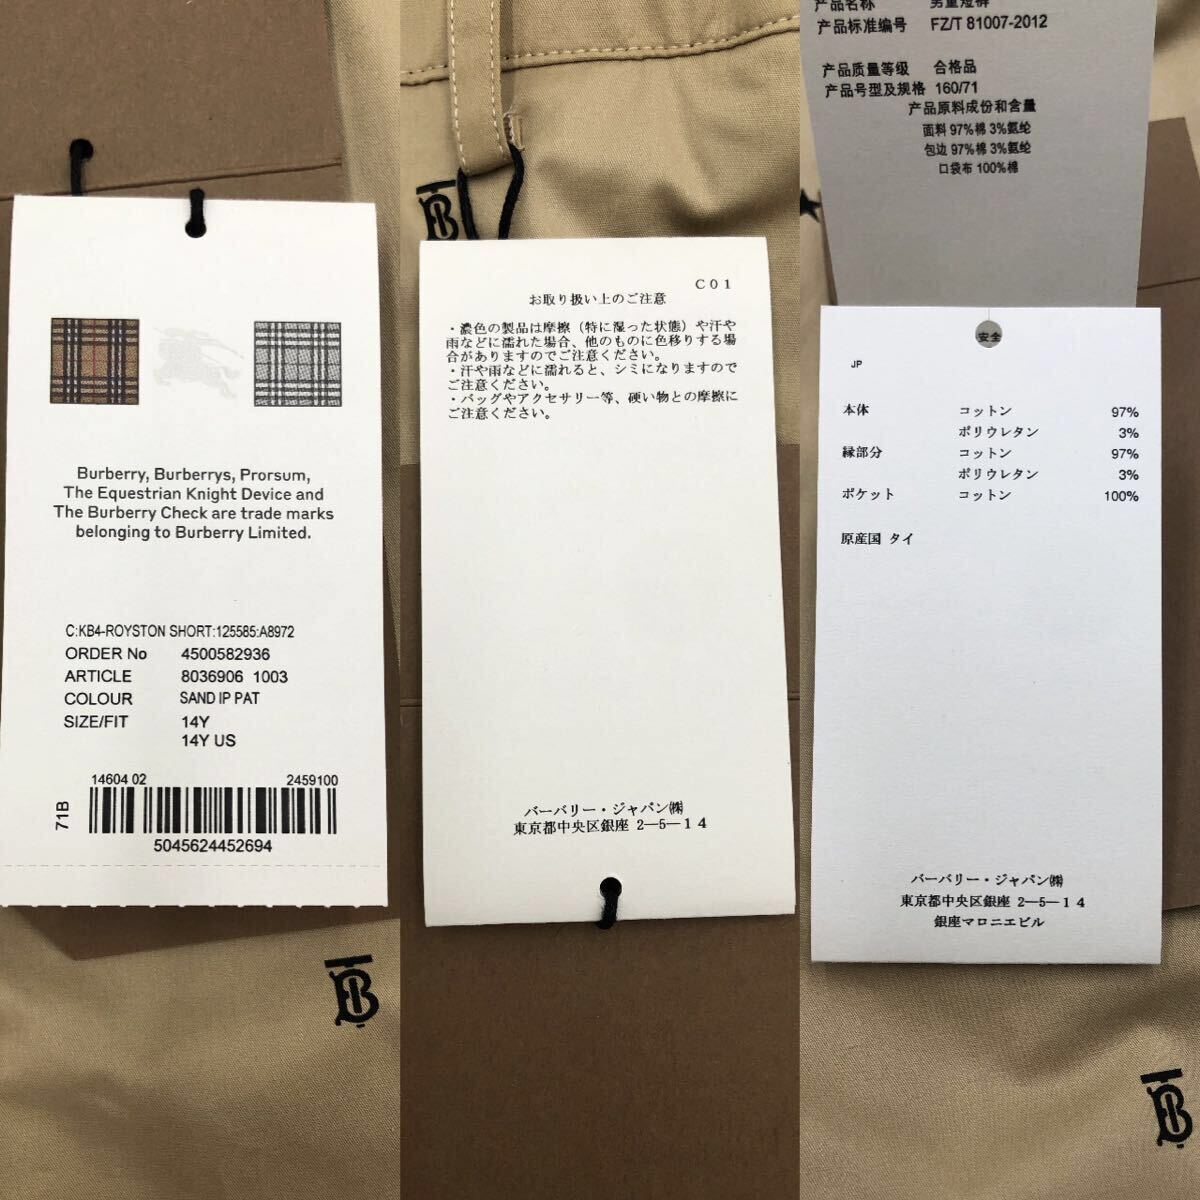 Burberry, Burberrys, Prorsum,
The Equestrian Knight Device and
The Burberry Check are trade marks
belonging to Burberry Limited.
C:KB4-ROYSTON SHORT:125585:A8972
ORDER No 4500582936
ARTICLE 8036906 1003
COLOUR SAND IP PAT
SIZE/FIT 14Y
14Y US
14604 02 2459100
71B
5045624452694
TB
TB
C01
お取り扱い上のご注意
・濃色の製品は摩擦（特に湿った状態）や汗や
雨などに濡れた場合、他のものに色移りする場
合がありますのでご注意ください。
・汗や雨などに濡れると、シミになりますので
ご注意ください。
・バッグやアクセサリー等、硬い物との摩擦に
ご注意ください。
バーバリー・ジャパン㈱
東京都中央区銀座 2―5―14
产品名称 男童短裤
产品标准编号 FZ/T 81007-2012
产品质量等级 合格品
产品号型及规格 160/71
产品原料成份和含量
面料 97%棉 3%氨纶
包边 97%棉 3%氨纶
口袋布 100%棉
安全
JP
本体 コットン 97%
ポリウレタン 3%
縁部分 コットン 97%
ポリウレタン 3%
ポケット コットン 100%
原産国 タイ
バーバリー・ジャパン㈱
東京都中央区銀座 2―5―14
銀座マロニエビル
TB